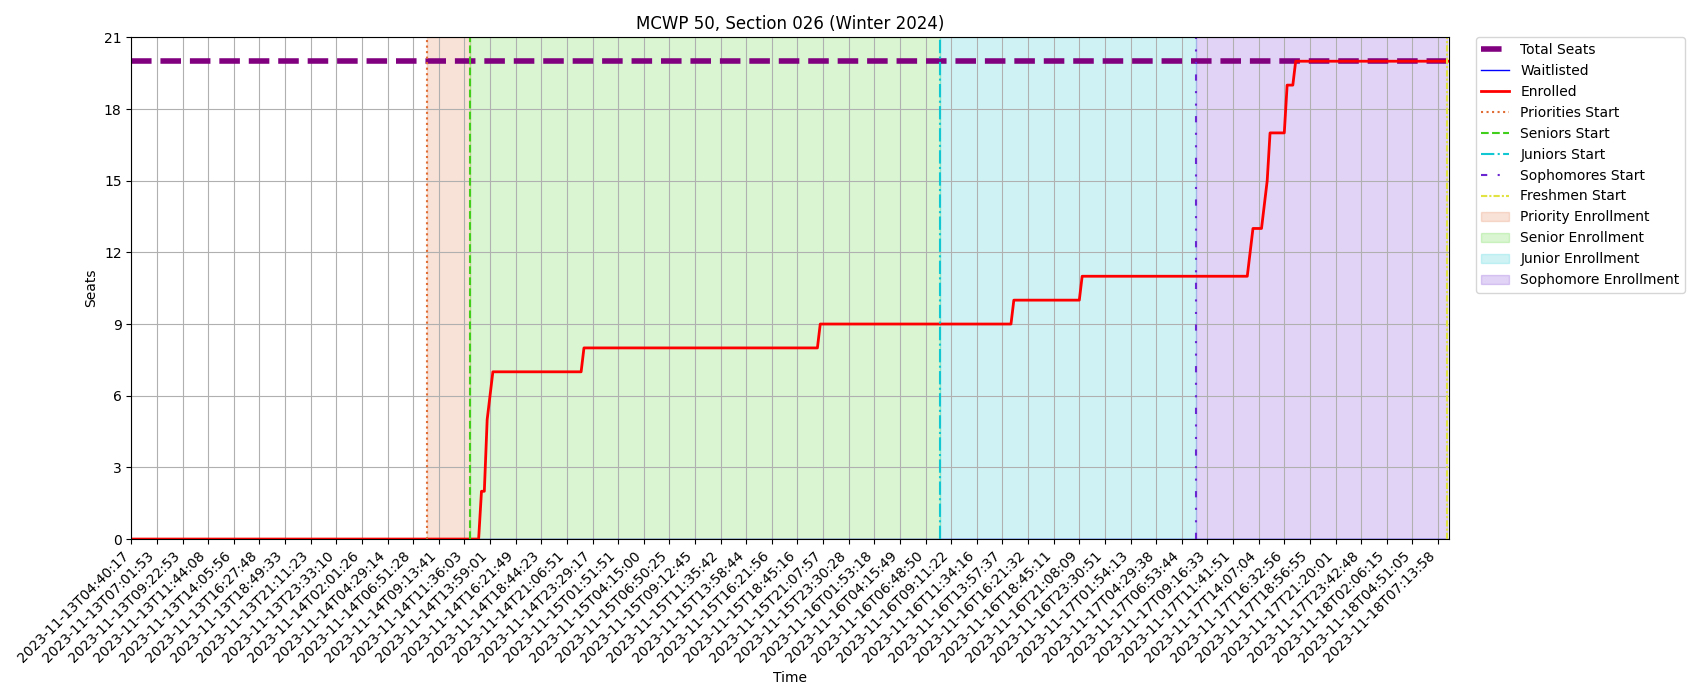 MCWP 50, Section 026 (Winter 2024)
21
18
15
12
9
6
3
0
Seats
2023-11-13T04:40:17
2023-11-13T07:01:53
2023-11-13T09:22:53
2023-11-13T11:44:08
2023-11-13T14:05:56
2023-11-13T16:27:48
2023-11-13T18:49:33
2023-11-13T21:11:23
2023-11-13T23:33:10
2023-11-14T02:01:26
2023-11-14T04:29:14
2023-11-14T06:51:28
2023-11-14T09:13:41
2023-11-14T11:36:03
2023-11-14T13:59:01
2023-11-14T16:21:49
2023-11-14T18:44:23
2023-11-14T21:06:51
2023-11-14T23:29:17
2023-11-15T01:51:51
2023-11-15T04:15:00
2023-11-15T06:50:25
2023-11-15T09:12:45
2023-11-15T11:35:42
2023-11-15T13:58:44
2023-11-15T16:21:56
2023-11-15T18:45:16
2023-11-15T21:07:57
2023-11-15T23:30:28
2023-11-16T01:53:18
2023-11-16T04:15:49
2023-11-16T06:48:50
2023-11-16T09:11:22
2023-11-16T11:34:16
2023-11-16T13:57:37
2023-11-16T16:21:32
2023-11-16T18:45:11
2023-11-16T21:08:09
2023-11-16T23:30:51
2023-11-17T01:54:13
2023-11-17T04:29:38
2023-11-17T06:53:44
2023-11-17T09:16:33
2023-11-17T11:41:51
2023-11-17T14:07:04
2023-11-17T16:32:56
2023-11-17T18:56:55
2023-11-17T21:20:01
2023-11-17T23:42:48
2023-11-18T02:06:15
2023-11-18T04:51:05
2023-11-18T07:13:58
Time
Total Seats
Waitlisted
Enrolled
Priorities Start
Seniors Start
Juniors Start
Sophomores Start
Freshmen Start
Priority Enrollment
Senior Enrollment
Junior Enrollment
Sophomore Enrollment